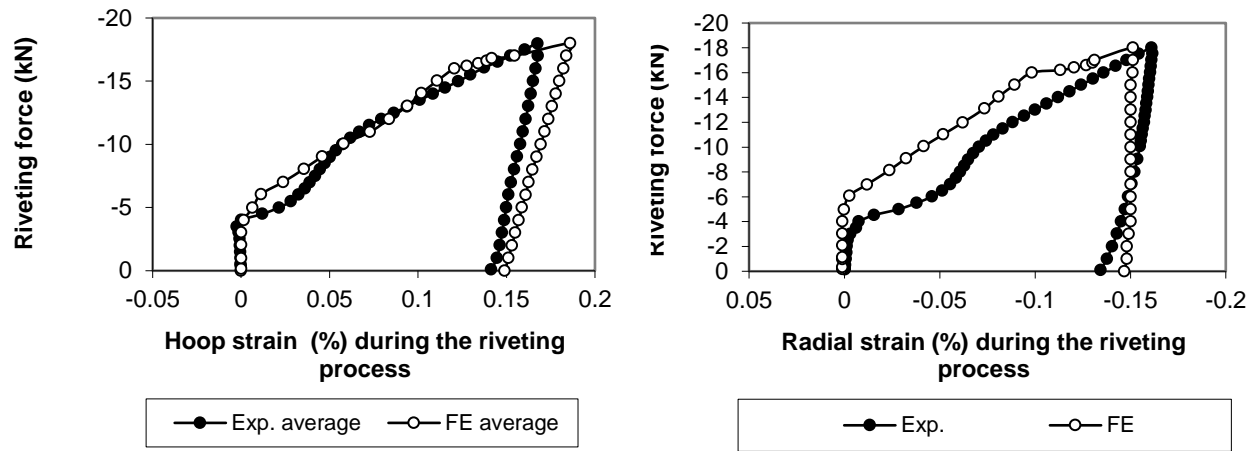 Riveting force (kN)
-20
-15
-10
-5
0
-0.05
0
0.05
0.1
0.15
0.2
Hoop strain (%) during the riveting
process
Exp. average
FE average
Riveting force (kN)
-20
-18
-16
-14
-12
-10
-8
-6
-4
-2
0
0.05
0
-0.05
-0.1
-0.15
-0.2
Radial strain (%) during the riveting
process
Exp.
FE